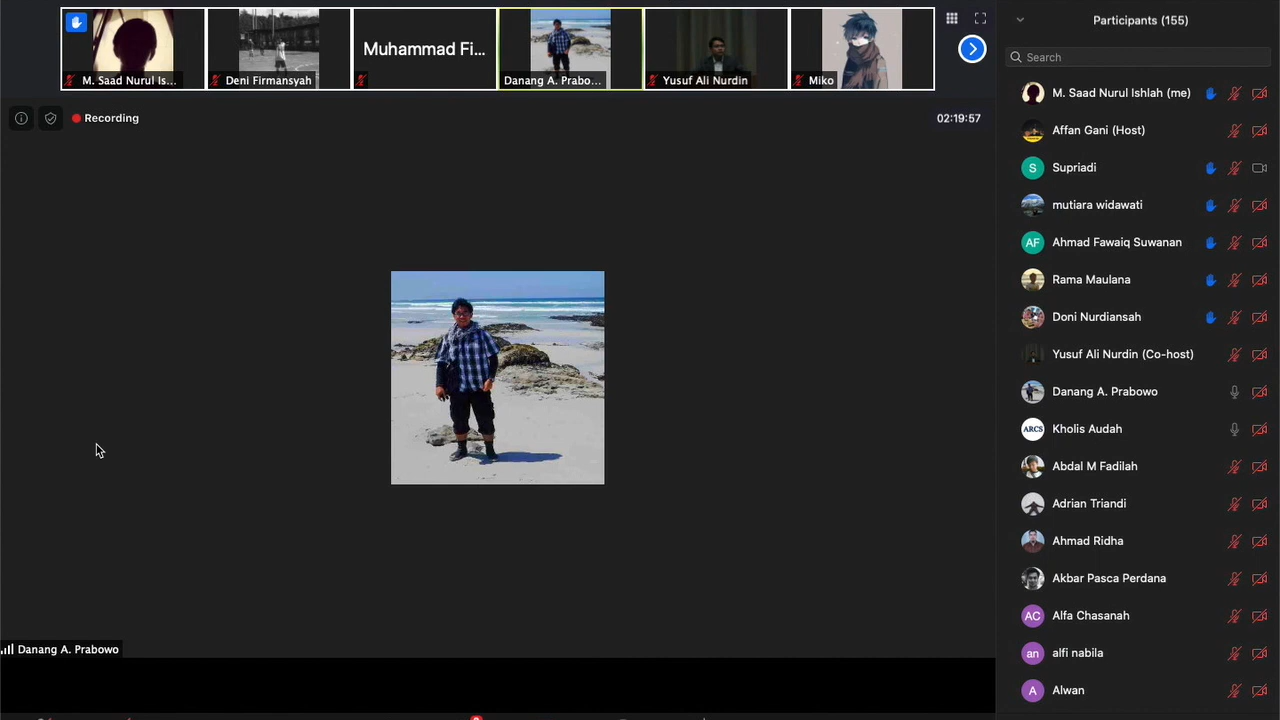 M. Saad Nurul Is...
Deni Firmansyah
Muhammad Fi...
Danang A. Prabo...
Yusuf Ali Nurdin
Miko
Recording
02:19:57
Danang A. Prabowo
Participants (155)
Search
M. Saad Nurul Ishlah (me)
Affan Gani (Host)
S
Supriadi
mutiara widawati
AF
Ahmad Fawaiq Suwanan
Rama Maulana
Doni Nurdiansah
Yusuf Ali Nurdin (Co-host)
Danang A. Prabowo
ARCS
Kholis Audah
Abdal M Fadilah
Adrian Triandi
Ahmad Ridha
Akbar Pasca Perdana
AC
Alfa Chasanah
an
alfi nabila
A
Alwan